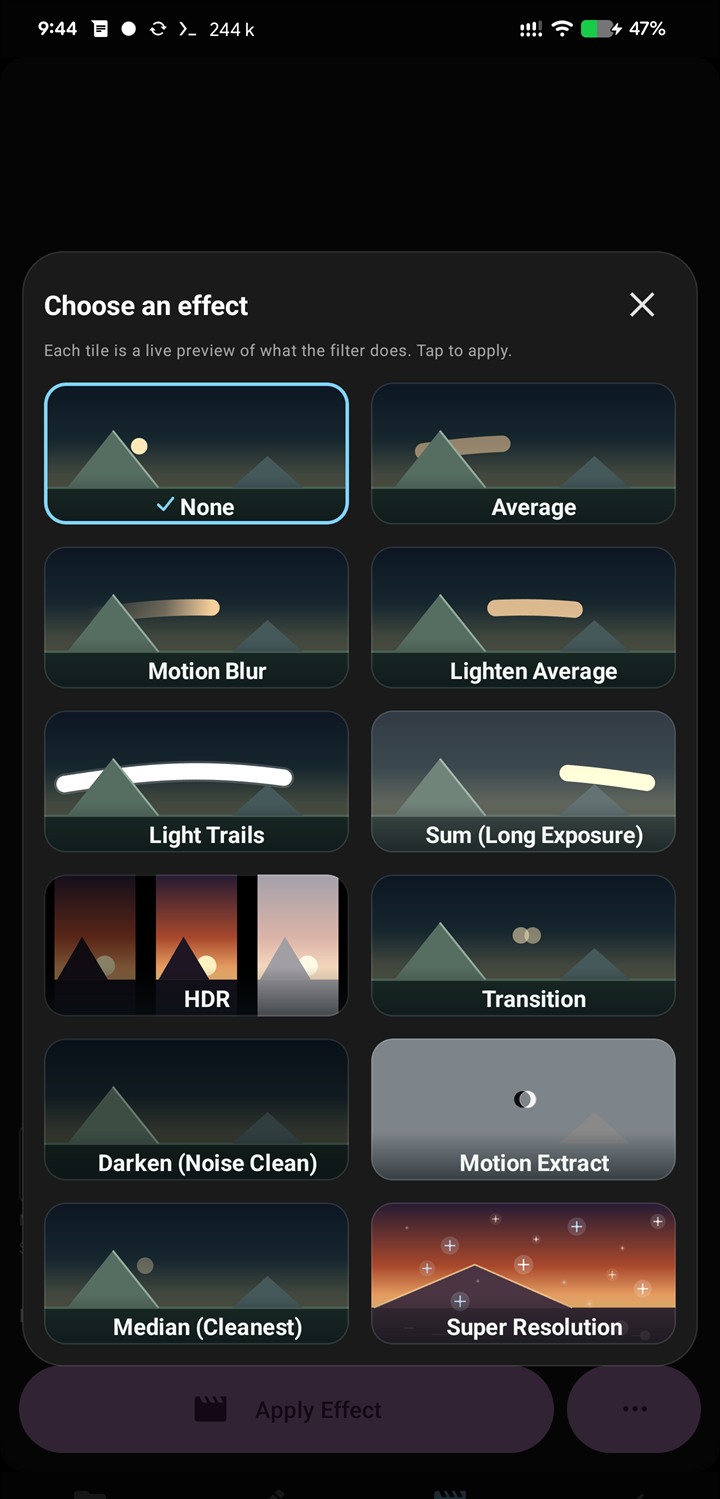 9:44 244 k 47%
Choose an effect
Each tile is a live preview of what the filter does. Tap to apply.
None
Average
Motion Blur
Lighten Average
Light Trails
Sum (Long Exposure)
HDR
Transition
Darken (Noise Clean)
Motion Extract
Median (Cleanest)
Super Resolution
Apply Effect